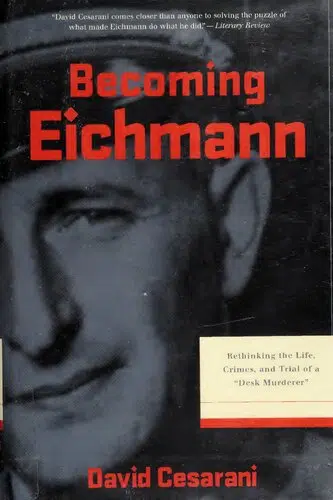 "David Cesarani comes closer than anyone to solving the puzzle of
what made Eichmann do what he did."—Literary Review
Becoming
Eichmann
Rethinking the Life,
Crimes, and Trial of a
"Desk Murderer"
David Cesarani